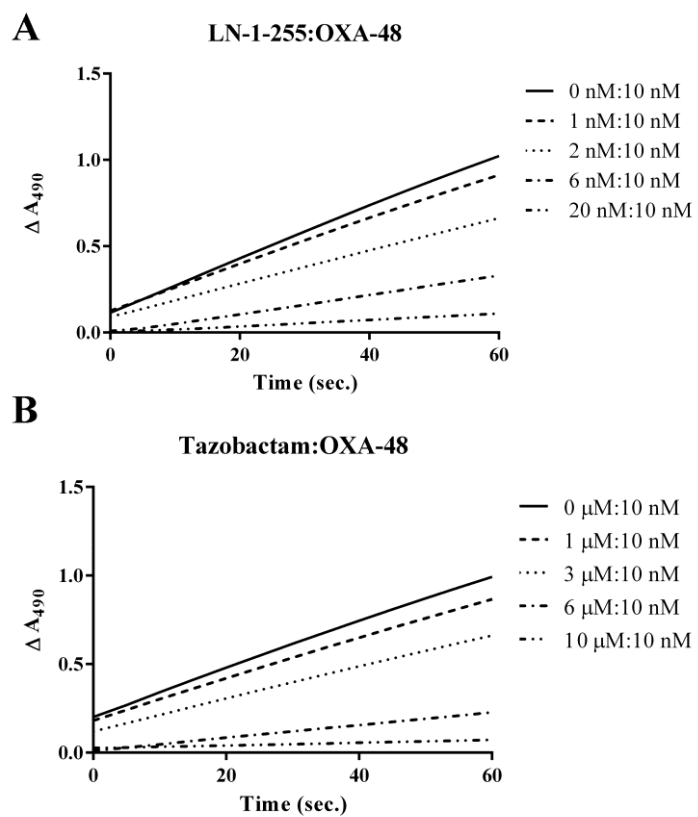 A
LN-1-255:OXA-48
1.5
1.0
0.5
0.0
Δ A490
0
20
40
60
Time (sec.)
0 nM:10 nM
1 nM:10 nM
2 nM:10 nM
6 nM:10 nM
20 nM:10 nM
B
Tazobactam:OXA-48
1.5
1.0
0.5
0.0
Δ A490
0
20
40
60
Time (sec.)
0 μM:10 nM
1 μM:10 nM
3 μM:10 nM
6 μM:10 nM
10 μM:10 nM